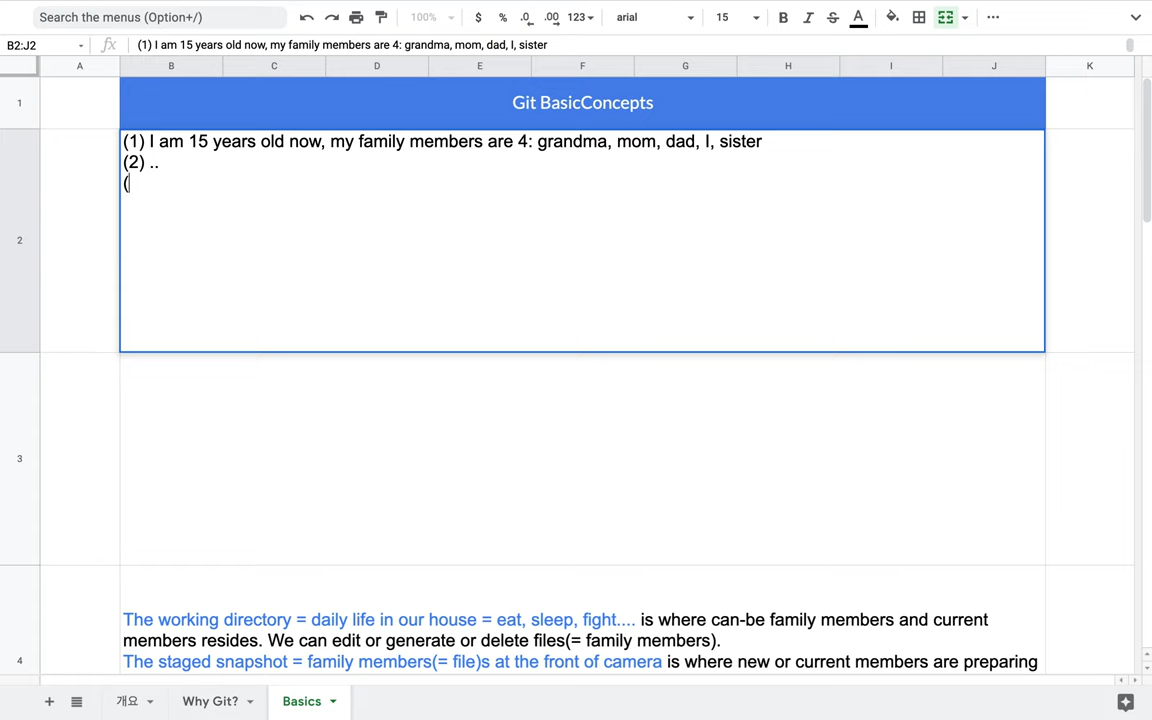 Search the menus (Option+/)
100%
$
%
.0
.00
123
arial
15
B
I
S
A
B2:J2
fx
(1) I am 15 years old now, my family members are 4: grandma, mom, dad, I, sister
A
B
C
D
E
F
G
H
I
J
K
1
Git BasicConcepts
2
(1) I am 15 years old now, my family members are 4: grandma, mom, dad, I, sister
(2) ..
(
3
4
The working directory = daily life in our house = eat, sleep, fight.... is where can-be family members and current
members resides. We can edit or generate or delete files(= family members).
The staged snapshot = family members(= file)s at the front of camera is where new or current members are preparing
개요
Why Git?
Basics